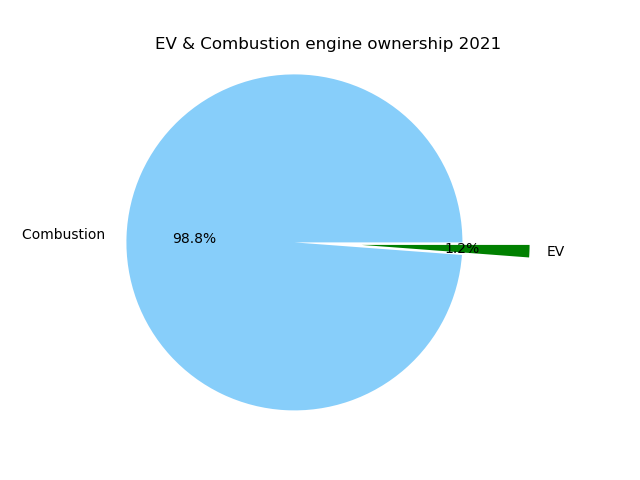 EV & Combustion engine ownership 2021
Combustion
98.8%
1.2%
EV